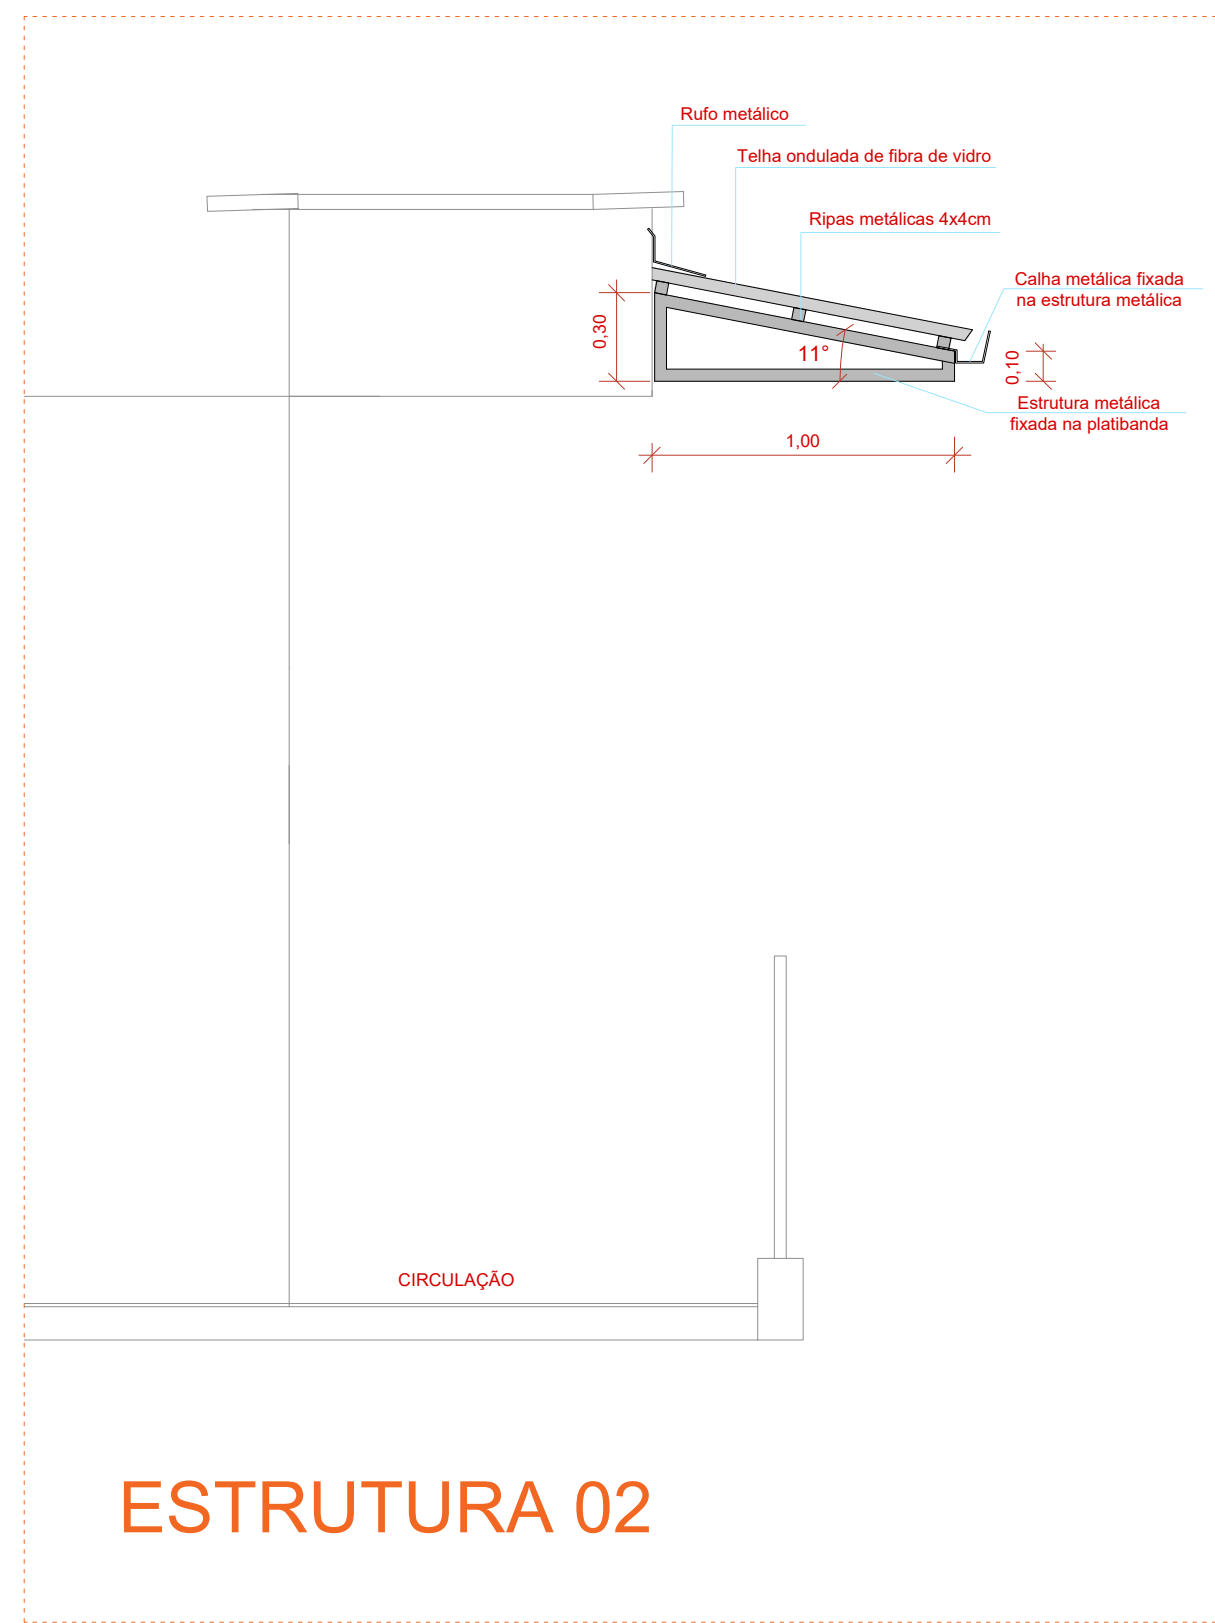 Rufo metálico
Telha ondulada de fibra de vidro
Ripas metálicas 4x4cm
Calha metálica fixada
na estrutura metálica
0,30
11°
0,10
Estrutura metálica
fixada na platibanda
1,00
CIRCULAÇÃO
ESTRUTURA 02